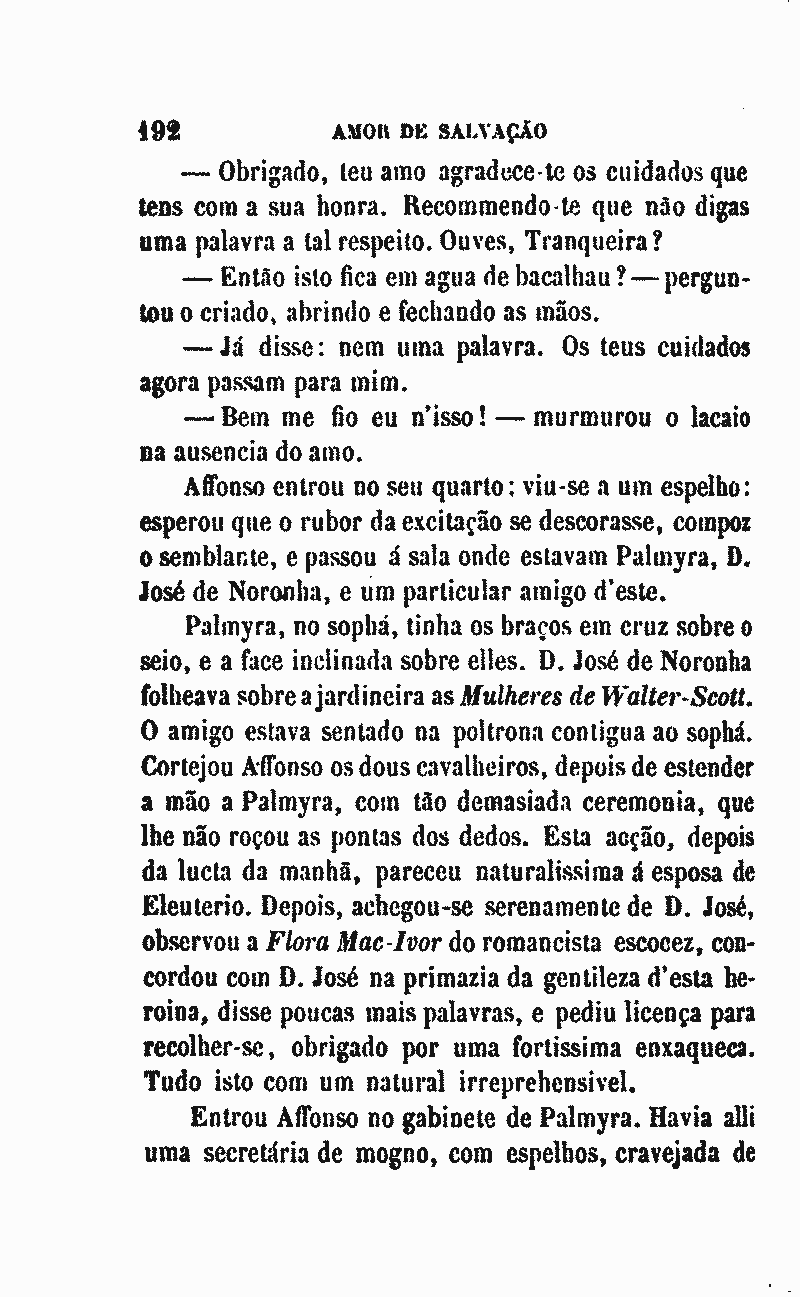 192 AMOR DE SALVAÇÃO
— Obrigado, teu amo agradece-te os cuidados que
tens com a sua honra. Recommendo-te que não digas
uma palavra a tal respeito. Ouves, Tranqueira?
— Então isto fica em agua de bacalhau? — pergun-
tou o criado, abrindo e fechando as mãos.
— Já disse: nem uma palavra. Os teus cuidados
agora passam para mim.
— Bem me fio eu n'isso! — murmurou o lacaio
na ausencia do amo.
Affonso entrou no seu quarto; viu-se a um espelho:
esperou que o rubor da excitação se descorasse, compoz
o semblante, e passou á sala onde estavam Palmyra, D.
José de Noronha, e um particular amigo d'este.
Palmyra, no sophá, tinha os braços em cruz sobre o
seio, e a face inclinada sobre elles. D. José de Noronha
folheava sobre a jardineira as Mulheres de Walter-Scott.
O amigo estava sentado na poltrona contigua ao sophá.
Cortejou Affonso os dous cavalheiros, depois de estender
a mão a Palmyra, com tão demasiada ceremonia, que
lhe não roçou as pontas dos dedos. Esta acção, depois
da lucta da manhã, pareceu naturalissima á esposa de
Eleuterio. Depois, achegou-se serenamente de D. José,
observou a Flora Mac-Ivor do romancista escocez, con-
cordou com D. José na primazia da gentileza d'esta he-
roina, disse poucas mais palavras, e pediu licença para
recolher-se, obrigado por uma fortissima enxaqueca.
Tudo isto com um natural irreprehensivel.
Entrou Affonso no gabinete de Palmyra. Havia alli
uma secretária de mogno, com espelhos, cravejada de